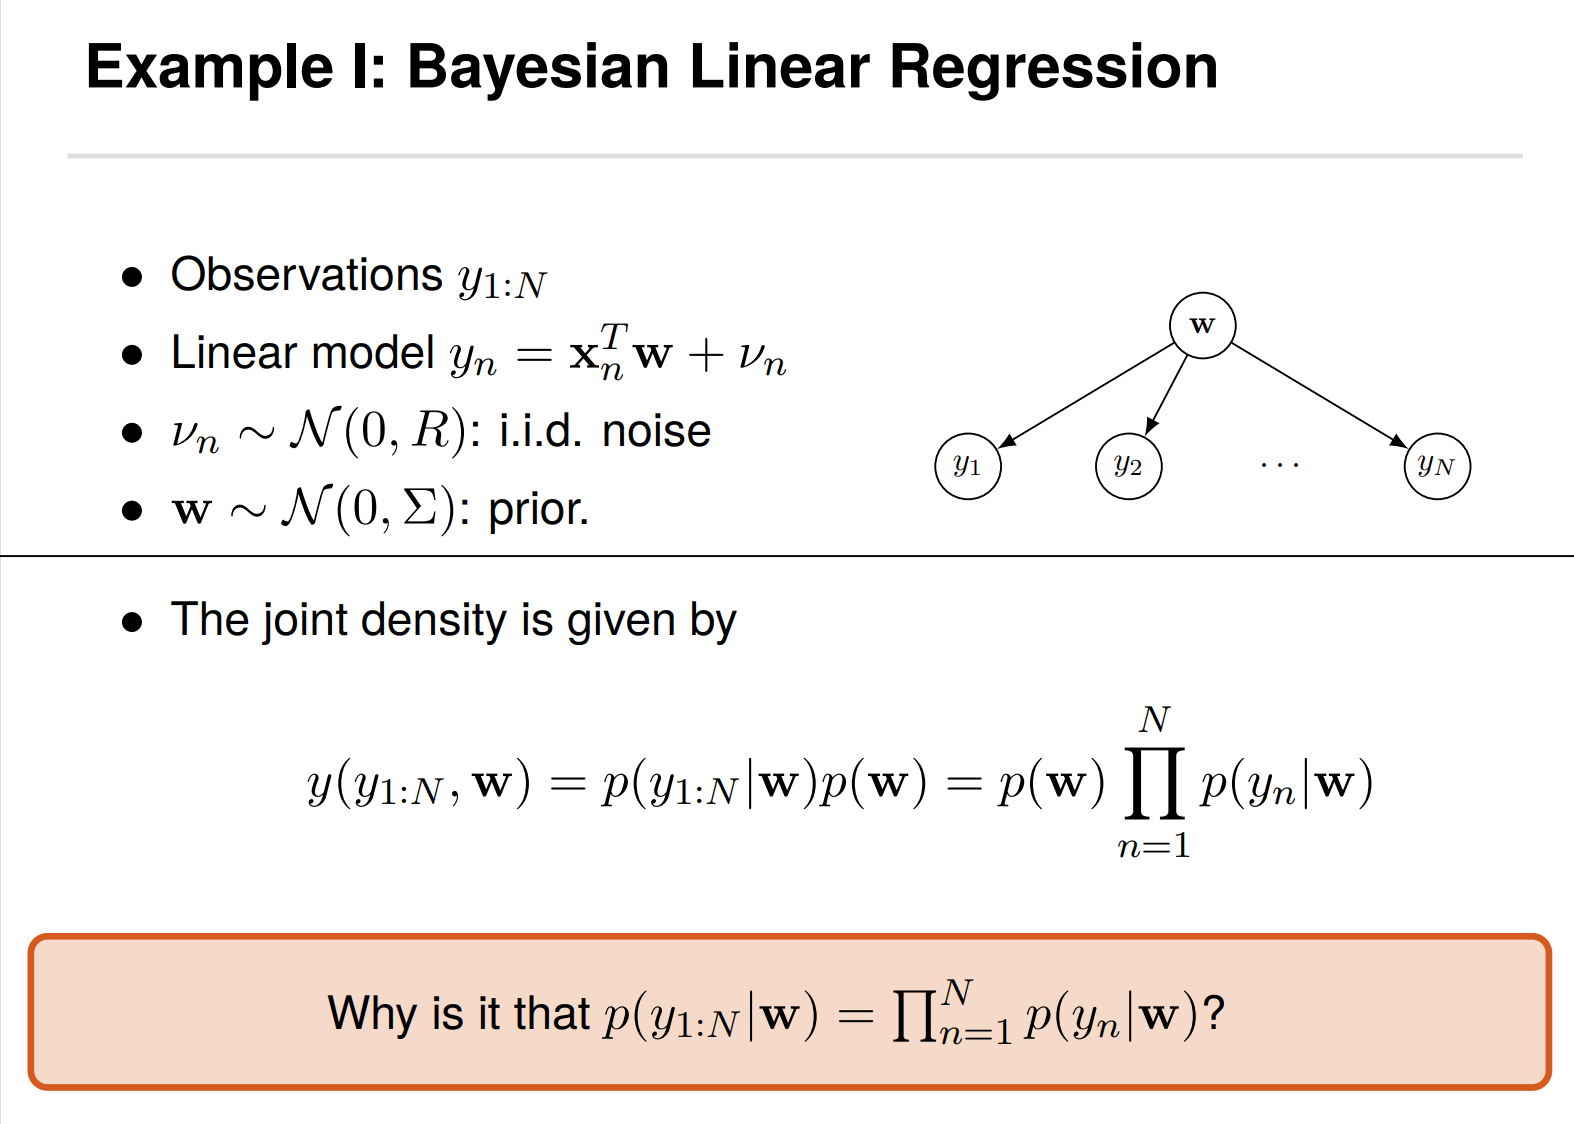 Example I: Bayesian Linear Regression
● Observations $y_{1:N}$
● Linear model $y_n = \mathbf{x}_n^T \mathbf{w} + \nu_n$
● $\nu_n \sim \mathcal{N}(0, R)$: i.i.d. noise
● $\mathbf{w} \sim \mathcal{N}(0, \Sigma)$: prior.
$\mathbf{w}$
$y_1$ $y_2$ $\cdots$ $y_N$
● The joint density is given by
$y(y_{1:N}, \mathbf{w}) = p(y_{1:N}|\mathbf{w})p(\mathbf{w}) = p(\mathbf{w}) \prod_{n=1}^{N} p(y_n|\mathbf{w})$
Why is it that $p(y_{1:N}|\mathbf{w}) = \prod_{n=1}^{N} p(y_n|\mathbf{w})$?